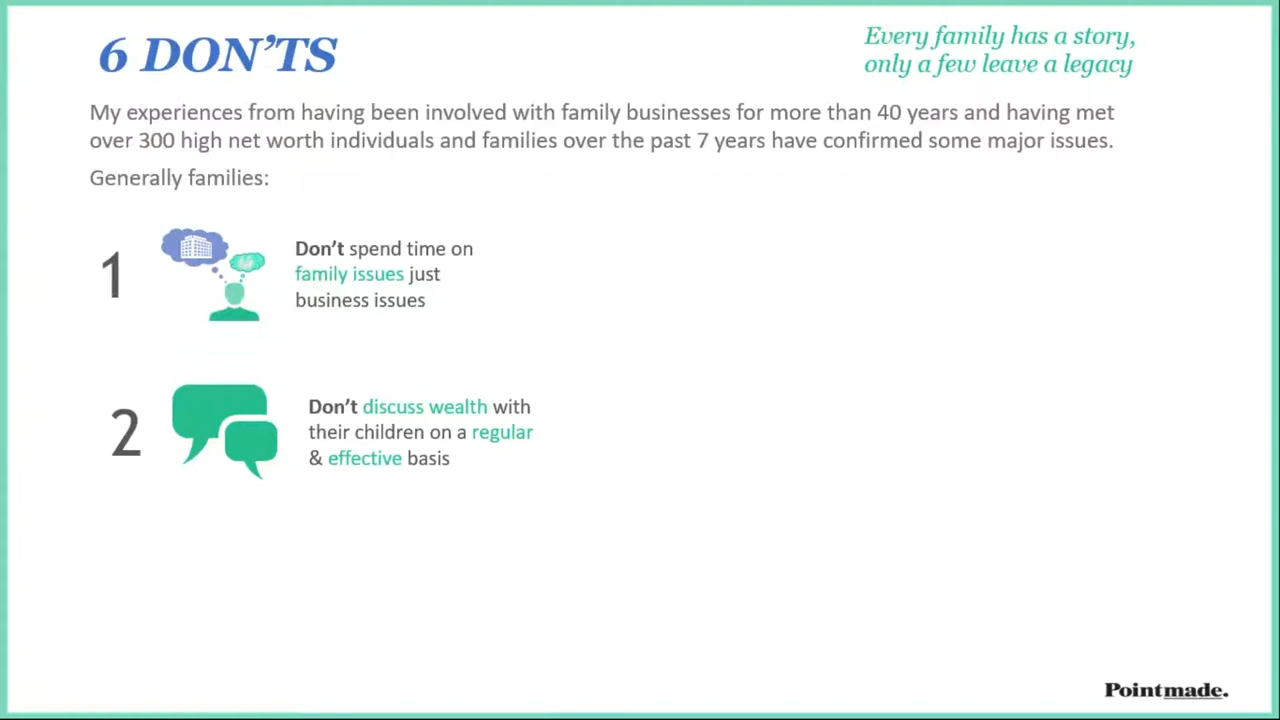 6 DON’TS
Every family has a story,
only a few leave a legacy
My experiences from having been involved with family businesses for more than 40 years and having met
over 300 high net worth individuals and families over the past 7 years have confirmed some major issues.
Generally families:
1
Don’t spend time on
family issues just
business issues
2
Don’t discuss wealth with
their children on a regular
& effective basis
Pointmade.